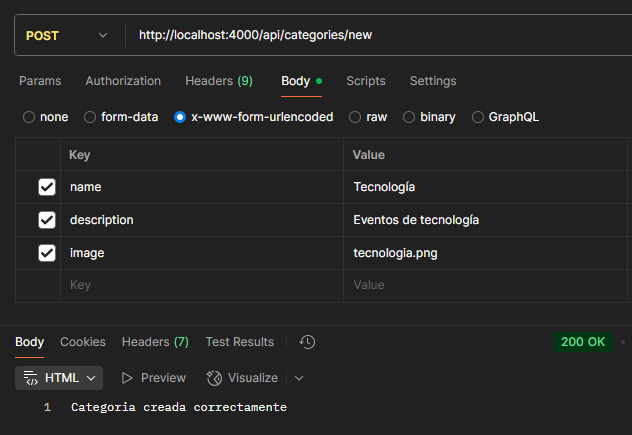 POST http://localhost:4000/api/categories/new
Params Authorization Headers (9) Body Scripts Settings
none form-data x-www-form-urlencoded raw binary GraphQL
Key Value
name Tecnología
description Eventos de tecnología
image tecnologia.png
Key Value
Body Cookies Headers (7) Test Results 200 OK
HTML Preview Visualize
1 Categoria creada correctamente